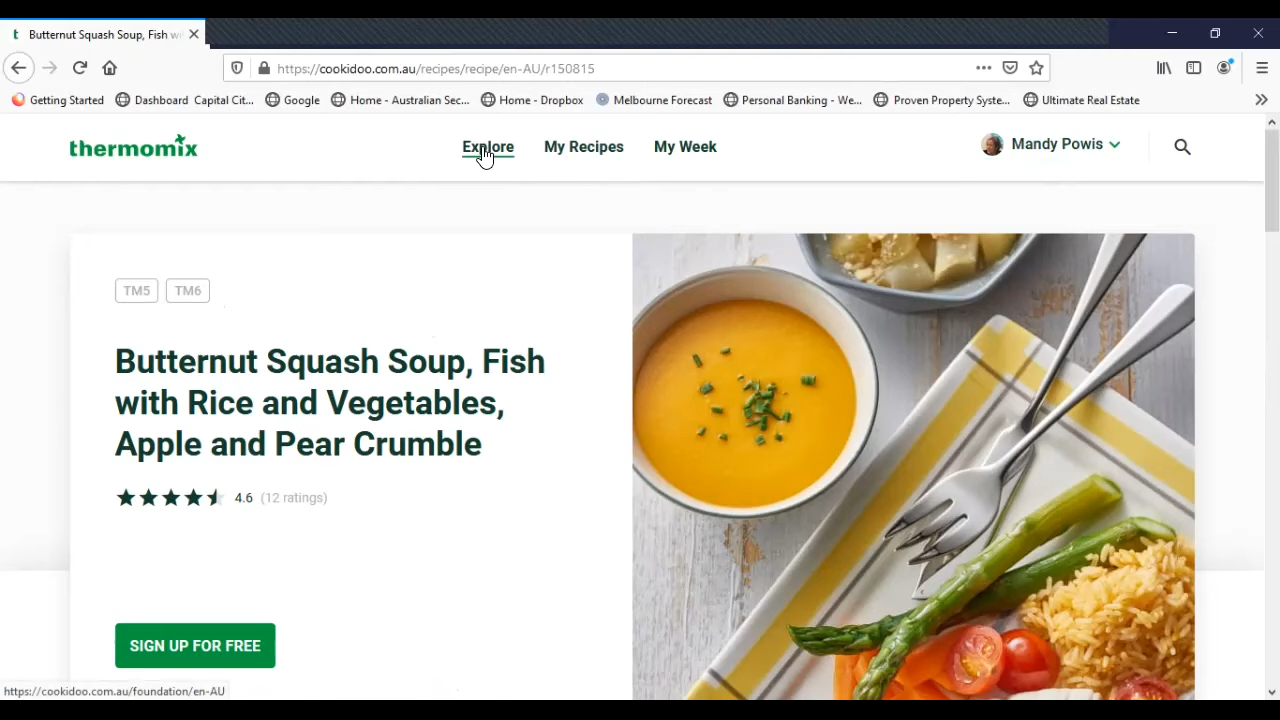 t Butternut Squash Soup, Fish wi
https://cookidoo.com.au/recipes/recipe/en-AU/r150815
Getting Started Dashboard Capital Cit... Google Home - Australian Sec... Home - Dropbox Melbourne Forecast Personal Banking - We... Proven Property Syste... Ultimate Real Estate
thermomix Explore My Recipes My Week Mandy Powis
TM5 TM6
Butternut Squash Soup, Fish
with Rice and Vegetables,
Apple and Pear Crumble
4.6 (12 ratings)
SIGN UP FOR FREE
https://cookidoo.com.au/foundation/en-AU